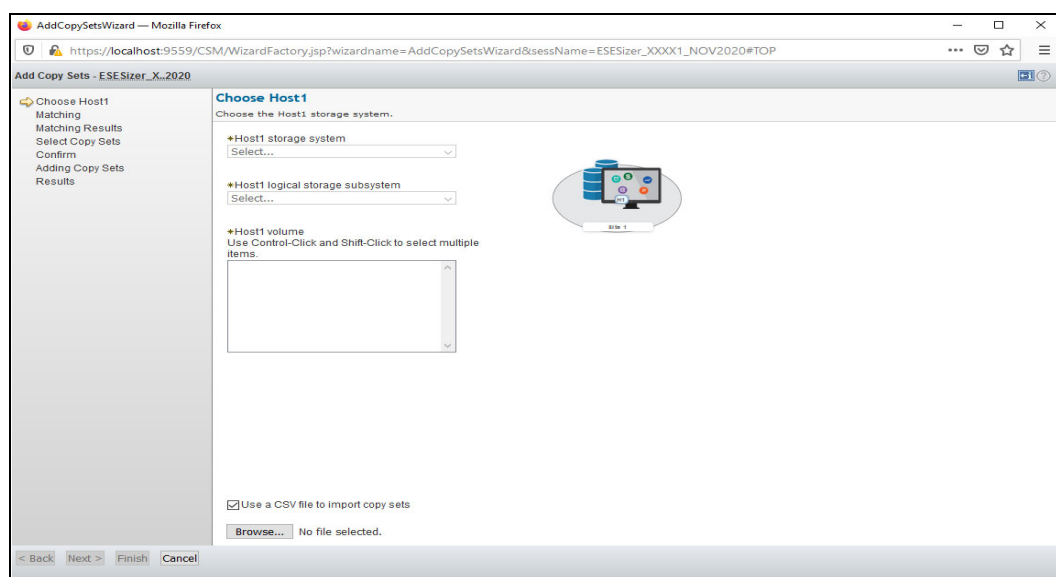 AddCopySetsWizard — Mozilla Firefox
https://localhost:9559/CSM/WizardFactory.jsp?wizardname=AddCopySetsWizard&sessName=ESESizer_XXXX1_NOV2020#TOP
Add Copy Sets - ESESizer_X..2020
Choose Host1
Matching
Matching Results
Select Copy Sets
Confirm
Adding Copy Sets
Results
Choose Host1
Choose the Host1 storage system.
*Host1 storage system
Select...
*Host1 logical storage subsystem
Select...
*Host1 volume
Use Control-Click and Shift-Click to select multiple
items.
H1
Site 1
Use a CSV file to import copy sets
Browse... No file selected.
< Back Next > Finish Cancel